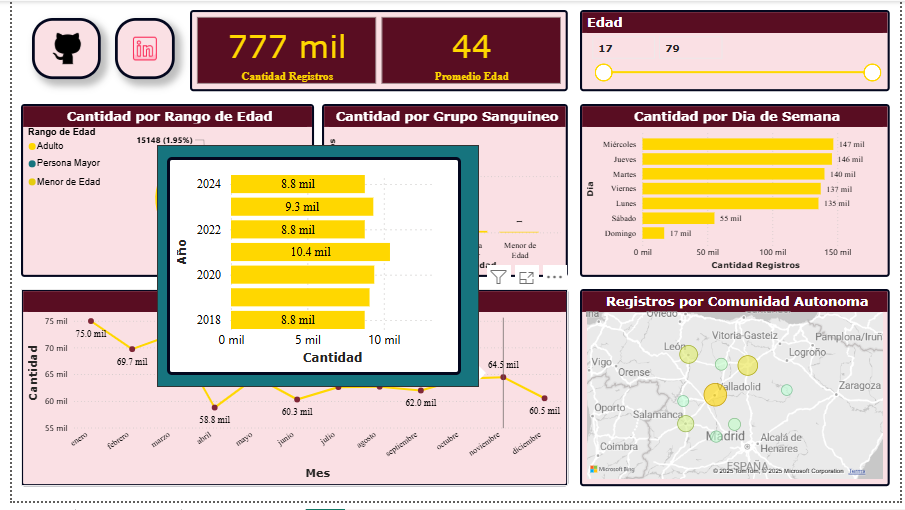 777 mil
Cantidad Registros
44
Promedio Edad
Edad
17 79
Cantidad por Rango de Edad
Rango de Edad
Adulto
Persona Mayor
Menor de Edad
15148 (1.95%)
Cantidad por Grupo Sanguineo
Menor de
Edad
Cantidad por Dia de Semana
Dia
Miércoles 147 mil
Jueves 146 mil
Martes 140 mil
Viernes 137 mil
Lunes 135 mil
Sábado 55 mil
Domingo 17 mil
0 mil 50 mil 100 mil 150 mil
Cantidad Registros
Año
2024 8.8 mil
9.3 mil
2022 8.8 mil
10.4 mil
2020
2018 8.8 mil
0 mil 5 mil 10 mil
Cantidad
Cantidad
75 mil
70 mil
65 mil
60 mil
55 mil
75.0 mil
69.7 mil
58.8 mil
60.3 mil
62.0 mil
64.5 mil
60.5 mil
enero febrero marzo abril mayo junio julio agosto septiembre octubre noviembre diciembre
Mes
Registros por Comunidad Autonoma
Oviedo
León
Vitoria-Gasteiz
Pamplona/Iruñ
Logroño
Vigo
Orense
Valladolid
Zaragoza
Oporto
Salamanca
Coimbra
Madrid
Alcalá de
Henares
ESPAÑA
Microsoft Bing
© 2025 TomTom, © 2025 Microsoft Corporation Terms